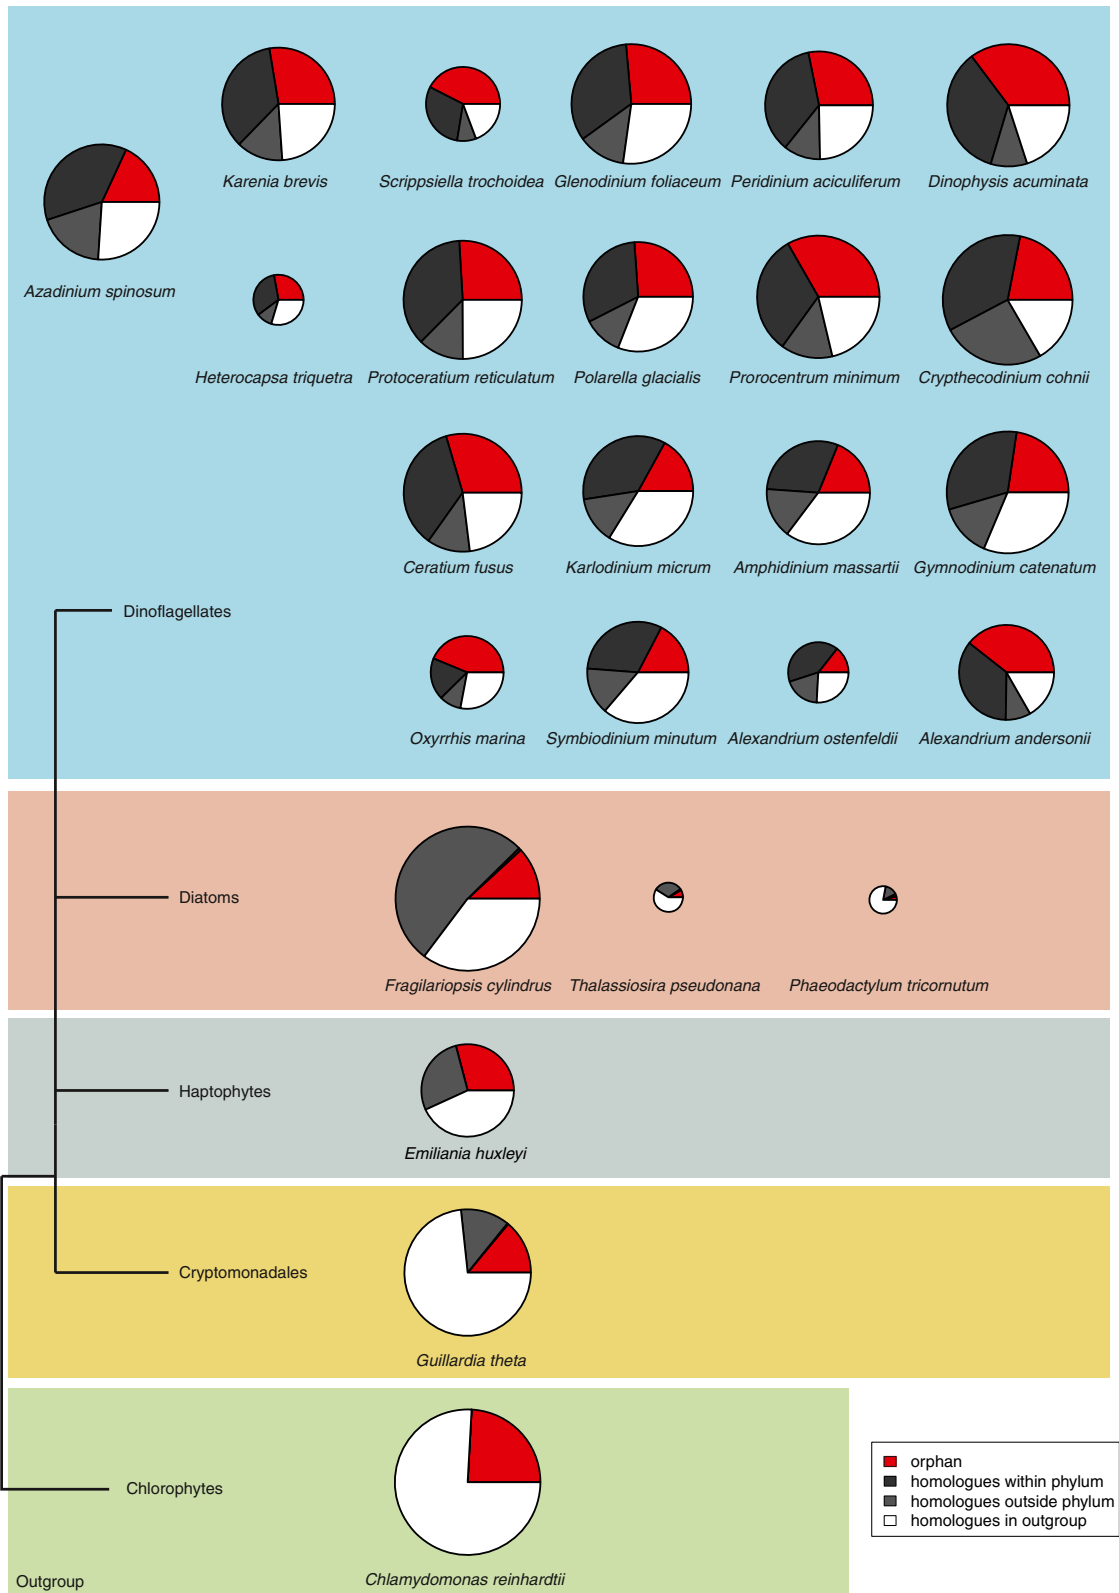 Karenia brevis
Scrippsiella trochoidea
Glenodinium foliaceum
Peridinium aciculiferum
Dinophysis acuminata
Azadinium spinosum
Heterocapsa triquetra
Protoceratium reticulatum
Polarella glacialis
Prorocentrum minimum
Crypthecodinium cohnii
Ceratium fusus
Karlodinium micrum
Amphidinium massartii
Gymnodinium catenatum
Dinoflagellates
Oxyrrhis marina
Symbiodinium minutum
Alexandrium ostenfeldii
Alexandrium andersonii
Diatoms
Fragilariopsis cylindrus
Thalassiosira pseudonana
Phaeodactylum tricornutum
Haptophytes
Emiliania huxleyi
Cryptomonadales
Guillardia theta
Chlorophytes
Chlamydomonas reinhardtii
Outgroup
orphan
homologues within phylum
homologues outside phylum
homologues in outgroup